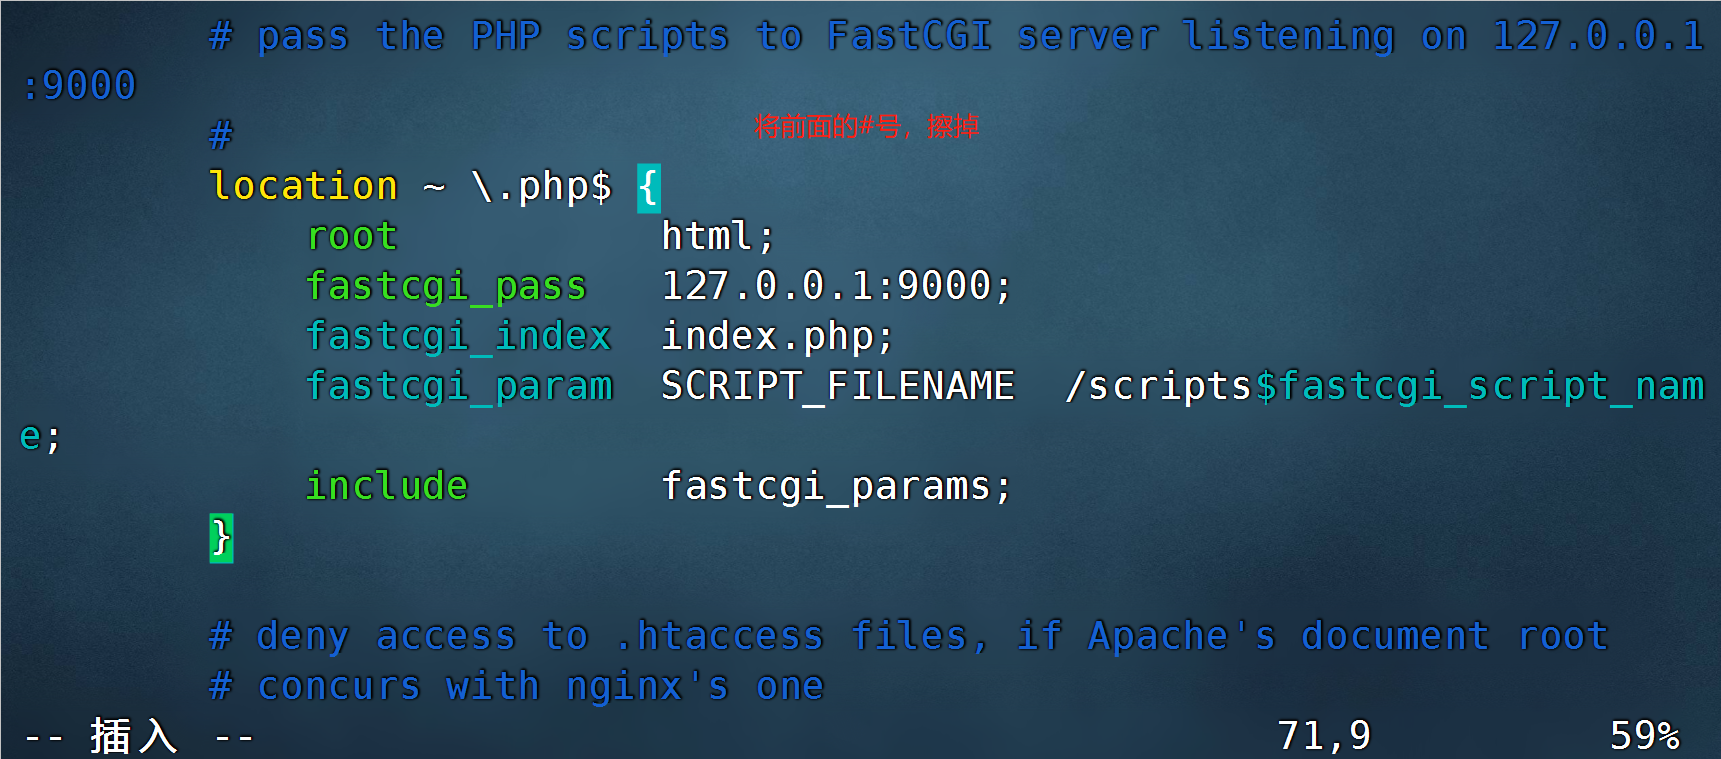 # pass the PHP scripts to FastCGI server listening on 127.0.0.1
:9000
#
将前面的#号，擦掉
location ~ \.php$ {
root html;
fastcgi_pass 127.0.0.1:9000;
fastcgi_index index.php;
fastcgi_param SCRIPT_FILENAME /scripts$fastcgi_script_nam
e;
include fastcgi_params;
}
# deny access to .htaccess files, if Apache's document root
# concurs with nginx's one
-- 插入 -- 71,9 59%